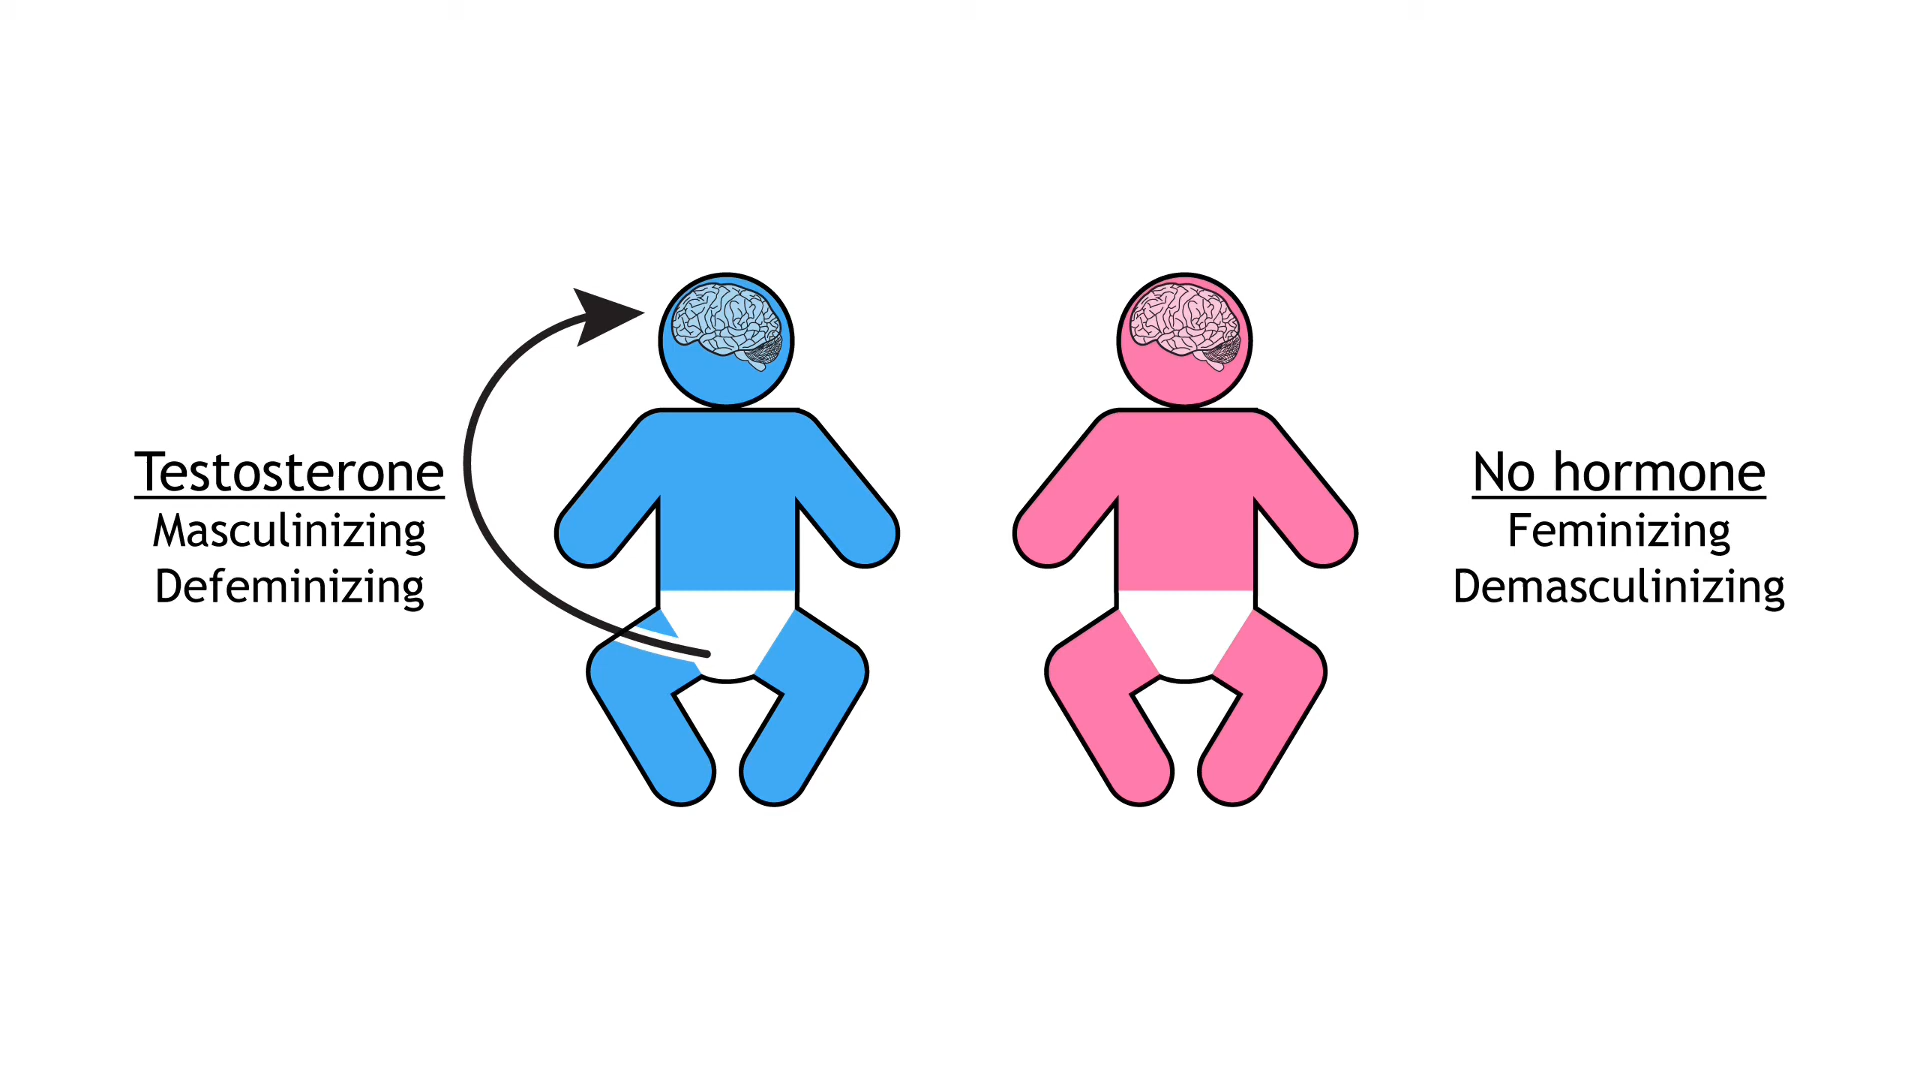 Testosterone
Masculinizing
Defeminizing
No hormone
Feminizing
Demasculinizing